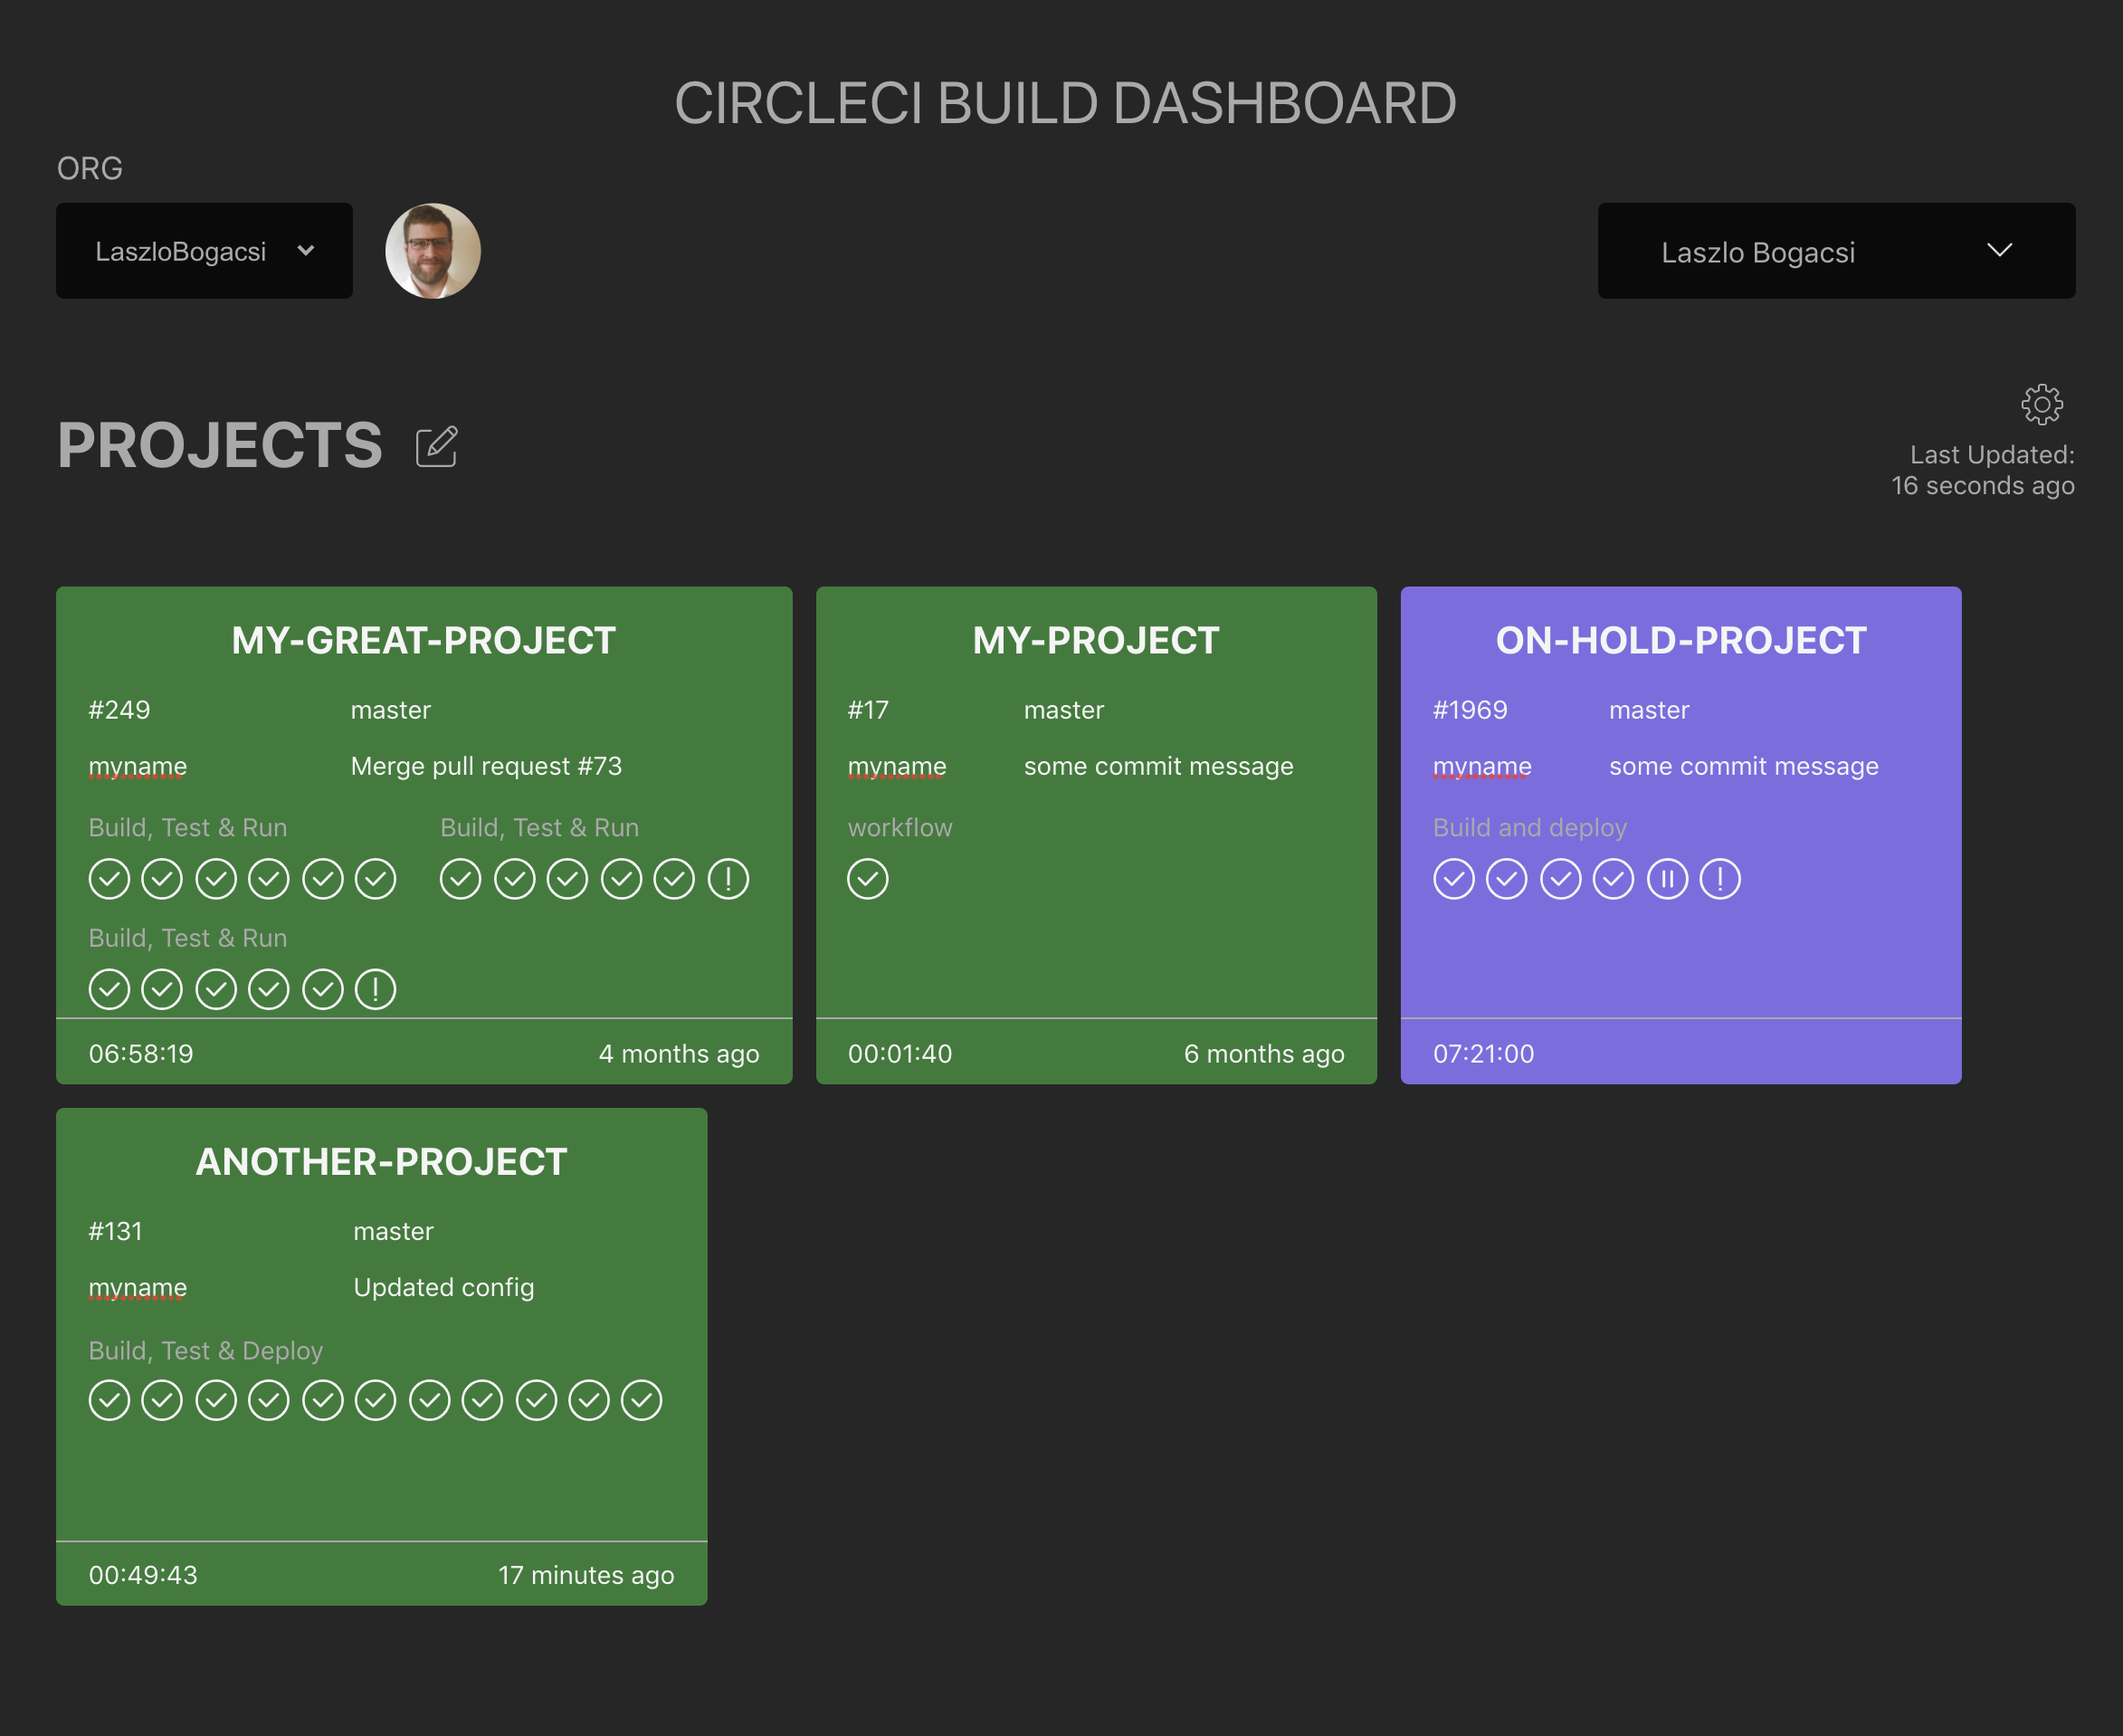 CIRCLECI BUILD DASHBOARD
ORG
LaszloBogacsi
Laszlo Bogacsi
PROJECTS
Last Updated:
16 seconds ago
MY-GREAT-PROJECT
#249 master
myname Merge pull request #73
Build, Test & Run Build, Test & Run
Build, Test & Run
06:58:19 4 months ago
MY-PROJECT
#17 master
myname some commit message
workflow
00:01:40 6 months ago
ON-HOLD-PROJECT
#1969 master
myname some commit message
Build and deploy
07:21:00
ANOTHER-PROJECT
#131 master
myname Updated config
Build, Test & Deploy
00:49:43 17 minutes ago